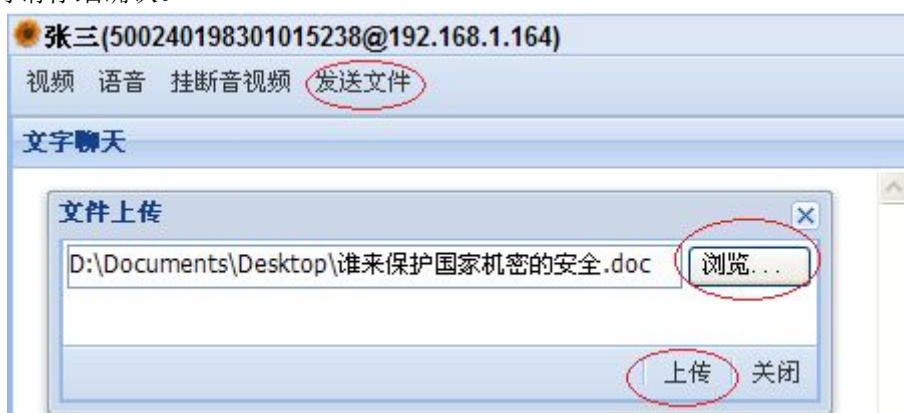 张三(500240198301015238@192.168.1.164)
视频 语音 挂断音视频 发送文件
文字聊天
文件上传
D:\Documents\Desktop\谁来保护国家机密的安全.doc 浏览...
上传 关闭